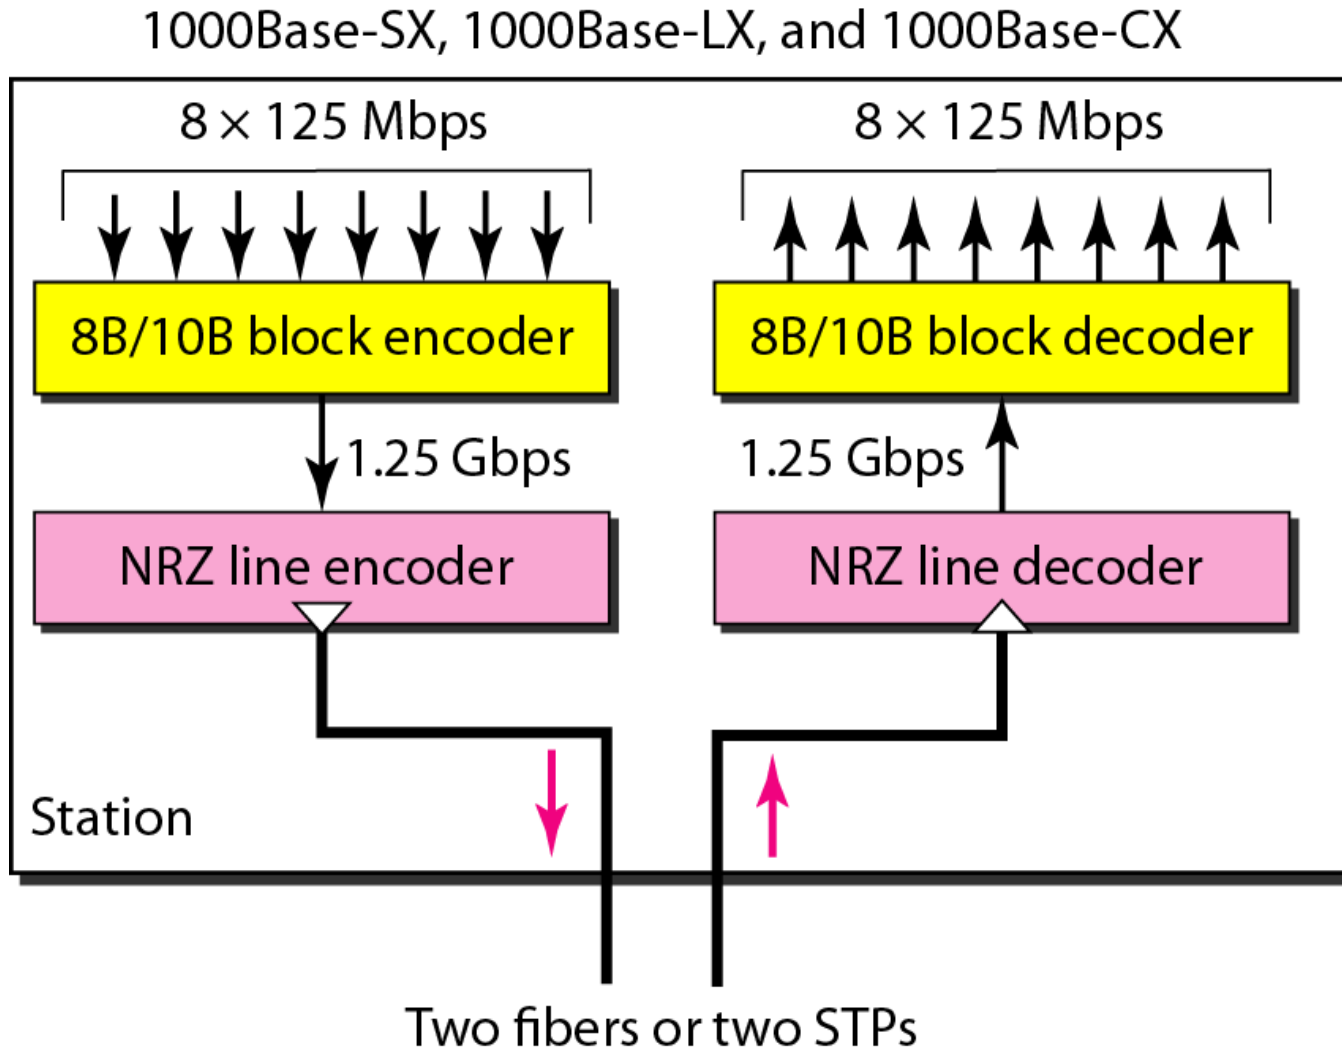 1000Base-SX, 1000Base-LX, and 1000Base-CX
8 × 125 Mbps
8 × 125 Mbps
8B/10B block encoder
8B/10B block decoder
1.25 Gbps
1.25 Gbps
NRZ line encoder
NRZ line decoder
Station
Two fibers or two STPs